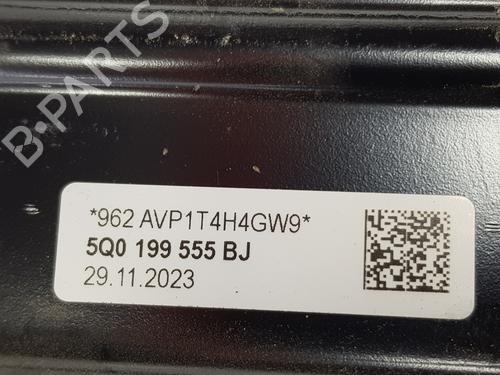 B-PARTS
*962 AVP1T4H4GW9*
5Q0 199 555 BJ
29.11.2023